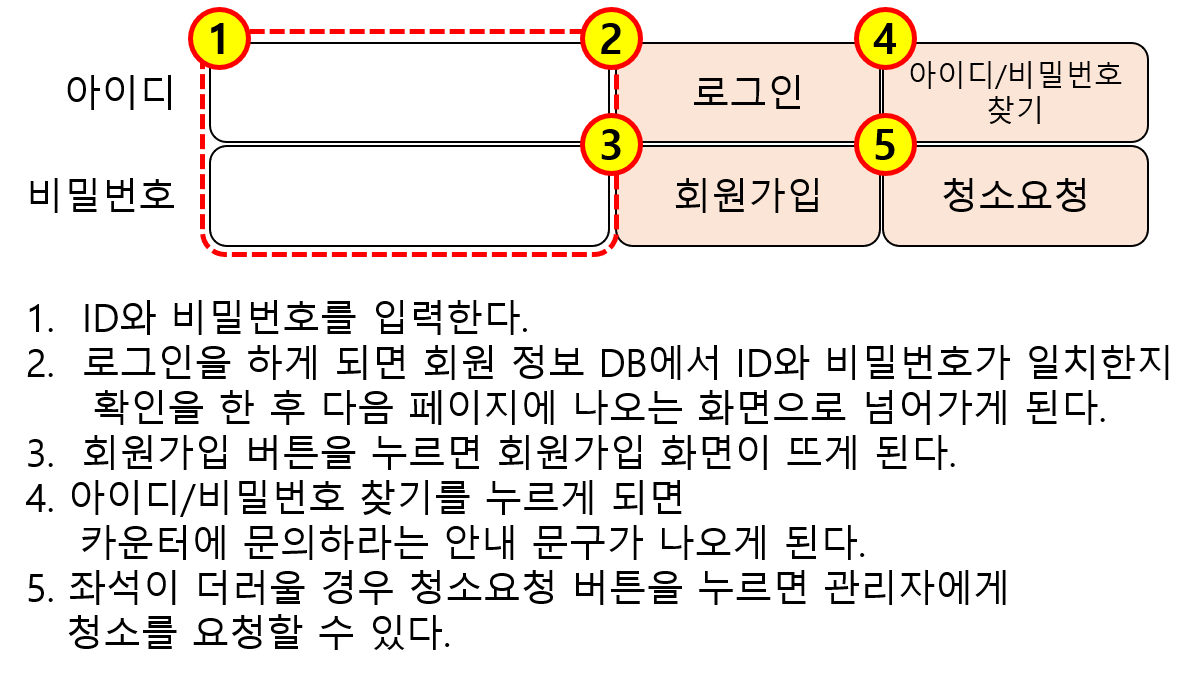 1 2 4
아이디 로그인 아이디/비밀번호
찾기
3 5
비밀번호 회원가입 청소요청
1. ID와 비밀번호를 입력한다.
2. 로그인을 하게 되면 회원 정보 DB에서 ID와 비밀번호가 일치한지
확인을 한 후 다음 페이지에 나오는 화면으로 넘어가게 된다.
3. 회원가입 버튼을 누르면 회원가입 화면이 뜨게 된다.
4. 아이디/비밀번호 찾기를 누르게 되면
카운터에 문의하라는 안내 문구가 나오게 된다.
5. 좌석이 더러울 경우 청소요청 버튼을 누르면 관리자에게
청소를 요청할 수 있다.